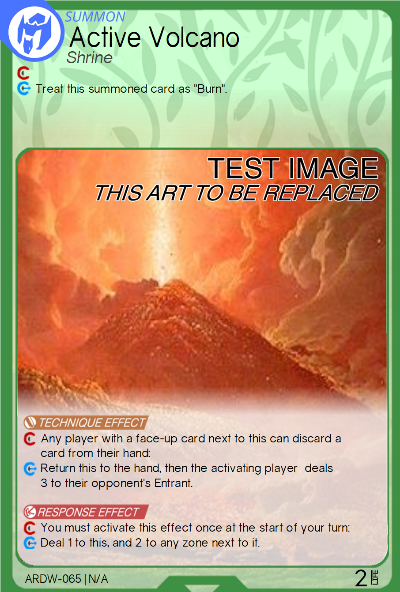 SUMMON
Active Volcano
Shrine
Treat this summoned card as "Burn".
TEST IMAGE
THIS ART TO BE REPLACED
TECHNIQUE EFFECT
Any player with a face-up card next to this can discard a
card from their hand:
Return this to the hand, then the activating player deals
3 to their opponent's Entrant.
RESPONSE EFFECT
You must activate this effect once at the start of your turn:
Deal 1 to this, and 2 to any zone next to it.
ARDW-065 | N/A
2 LIFE